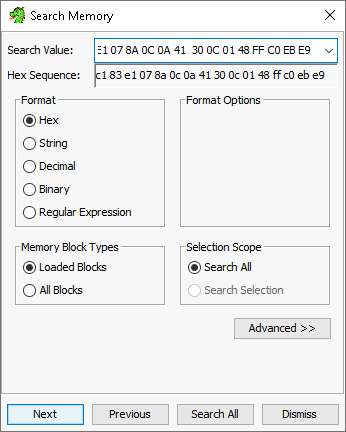 Search Memory
Search Value: E1 07 8A 0C 0A 41 30 0C 01 48 FF C0 EB E9
Hex Sequence: c1 83 e1 07 8a 0c 0a 41 30 0c 01 48 ff c0 eb e9
Format
Format Options
Hex
String
Decimal
Binary
Regular Expression
Memory Block Types
Selection Scope
Loaded Blocks
Search All
All Blocks
Search Selection
Advanced >>
Next
Previous
Search All
Dismiss